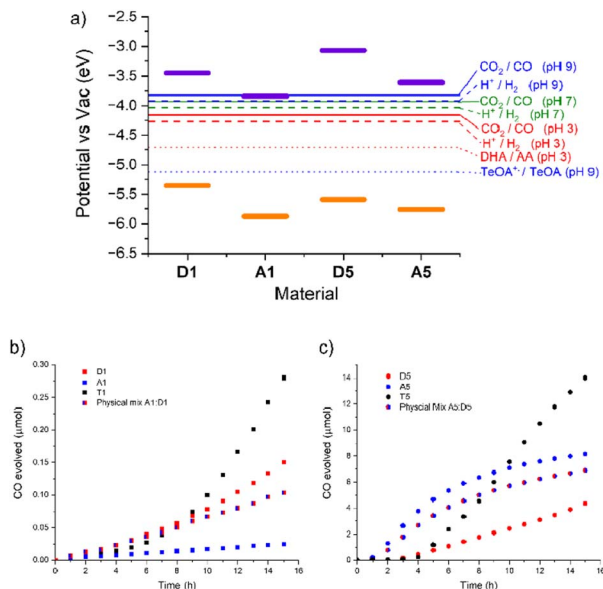 a)
Potential vs Vac (eV)
-2.5
-3.0
-3.5
-4.0
-4.5
-5.0
-5.5
-6.0
-6.5
D1 A1 D5 A5
Material
CO2 / CO (pH 9)
H+ / H2 (pH 9)
CO2 / CO (pH 7)
H+ / H2 (pH 7)
CO2 / CO (pH 3)
H+ / H2 (pH 3)
DHA / AA (pH 3)
TeOA+ / TeOA (pH 9)
b)
CO evolved (μmol)
0.30
0.25
0.20
0.15
0.10
0.05
0.00
D1
A1
T1
Physical mix A1:D1
0 2 4 6 8 10 12 14 16
Time (h)
c)
CO evolved (μmol)
14
12
10
8
6
4
2
0
D5
A5
T5
Physcial Mix A5:D5
0 2 4 6 8 10 12 14 16
Time (h)